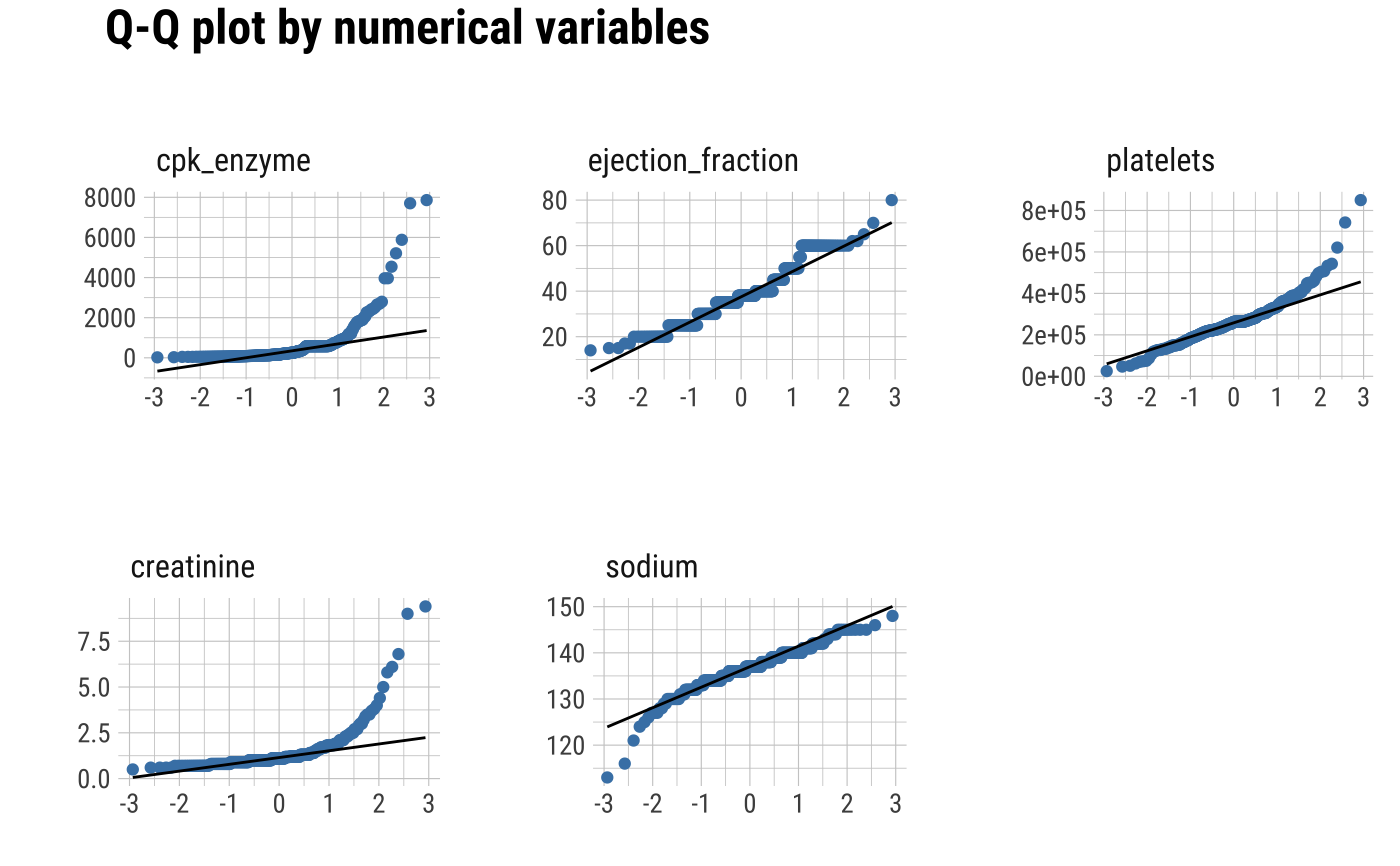 Q-Q plot by numerical variables
cpk_enzyme
8000
6000
4000
2000
0
-3 -2 -1 0 1 2 3
ejection_fraction
80
60
40
20
-3 -2 -1 0 1 2 3
platelets
8e+05
6e+05
4e+05
2e+05
0e+00
-3 -2 -1 0 1 2 3
creatinine
7.5
5.0
2.5
0.0
-3 -2 -1 0 1 2 3
sodium
150
140
130
120
-3 -2 -1 0 1 2 3